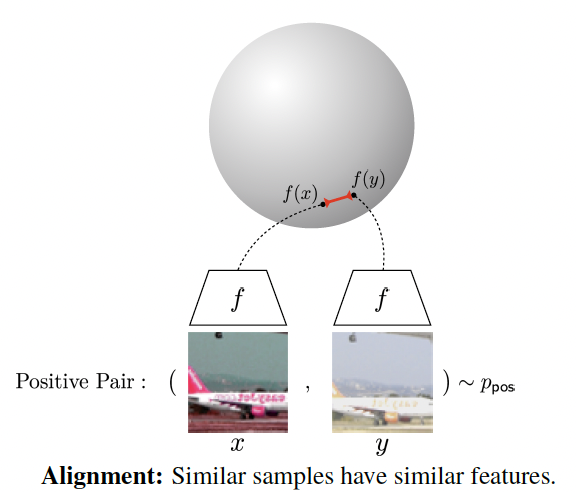 f(x) f(y)
f f
Positive Pair : ( , ) ∼ p_pos
x y
Alignment: Similar samples have similar features.